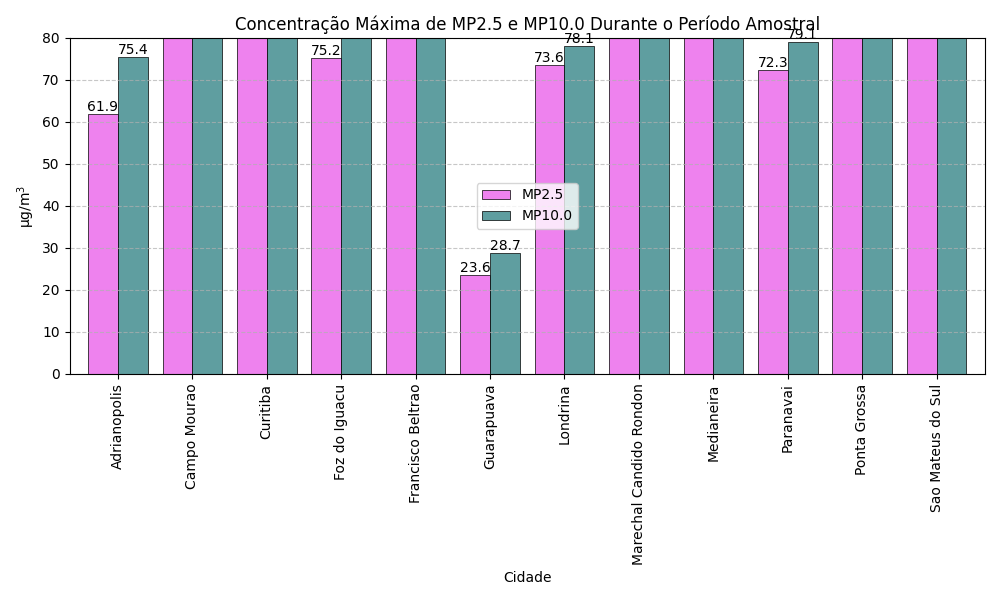 Concentração Máxima de MP2.5 e MP10.0 Durante o Período Amostral
80
70
60
50
40
30
20
10
0
µg/m³
61.9
75.4
75.2
23.6
28.7
73.6
78.1
72.3
79.1
MP2.5
MP10.0
Adrianopolis
Campo Mourao
Curitiba
Foz do Iguacu
Francisco Beltrao
Guarapuava
Londrina
Marechal Candido Rondon
Medianeira
Paranavai
Ponta Grossa
Sao Mateus do Sul
Cidade